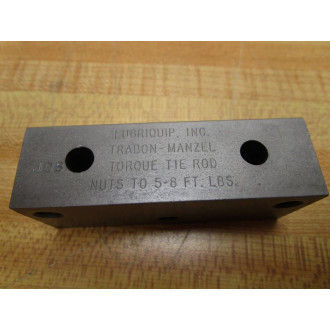 LUBRIQUIP, INC.
TRABON-MANZEL
TORQUE TIE ROD
NUTS TO 5-8 FT. LBS.